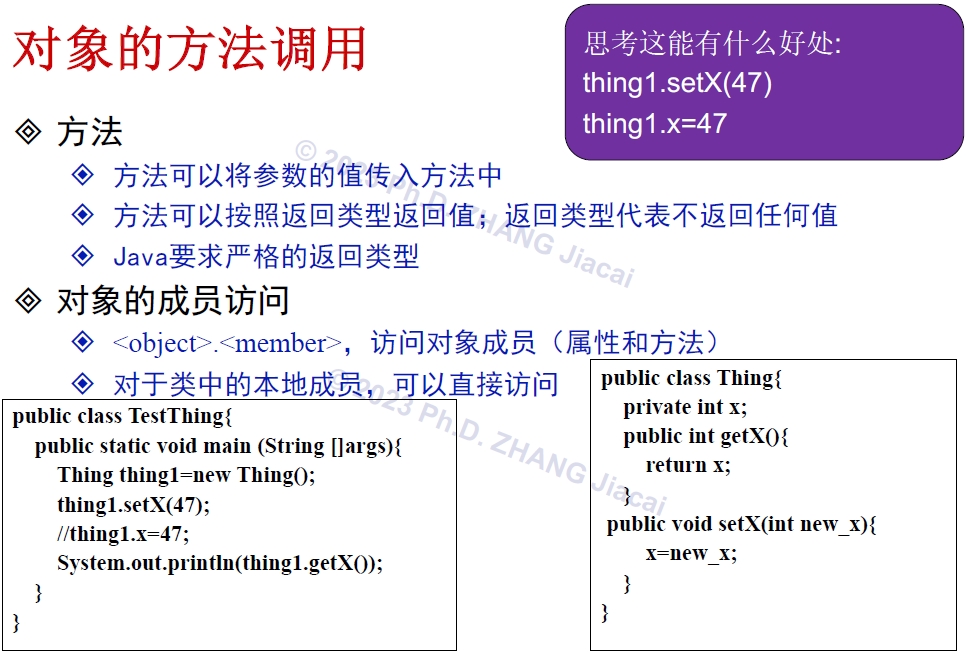 对象的方法调用
思考这能有什么好处:
thing1.setX(47)
thing1.x=47
方法
方法可以将参数的值传入方法中
方法可以按照返回类型返回值；返回类型代表不返回任何值
Java要求严格的返回类型
对象的成员访问
<object>.<member>，访问对象成员（属性和方法）
对于类中的本地成员，可以直接访问
public class TestThing{
public static void main (String []args){
Thing thing1=new Thing();
thing1.setX(47);
//thing1.x=47;
System.out.println(thing1.getX());
}
}
public class Thing{
private int x;
public int getX(){
return x;
}
public void setX(int new_x){
x=new_x;
}
}
© 2023 Ph.D. ZHANG Jiacai
© 2023 Ph.D. ZHANG Jiacai